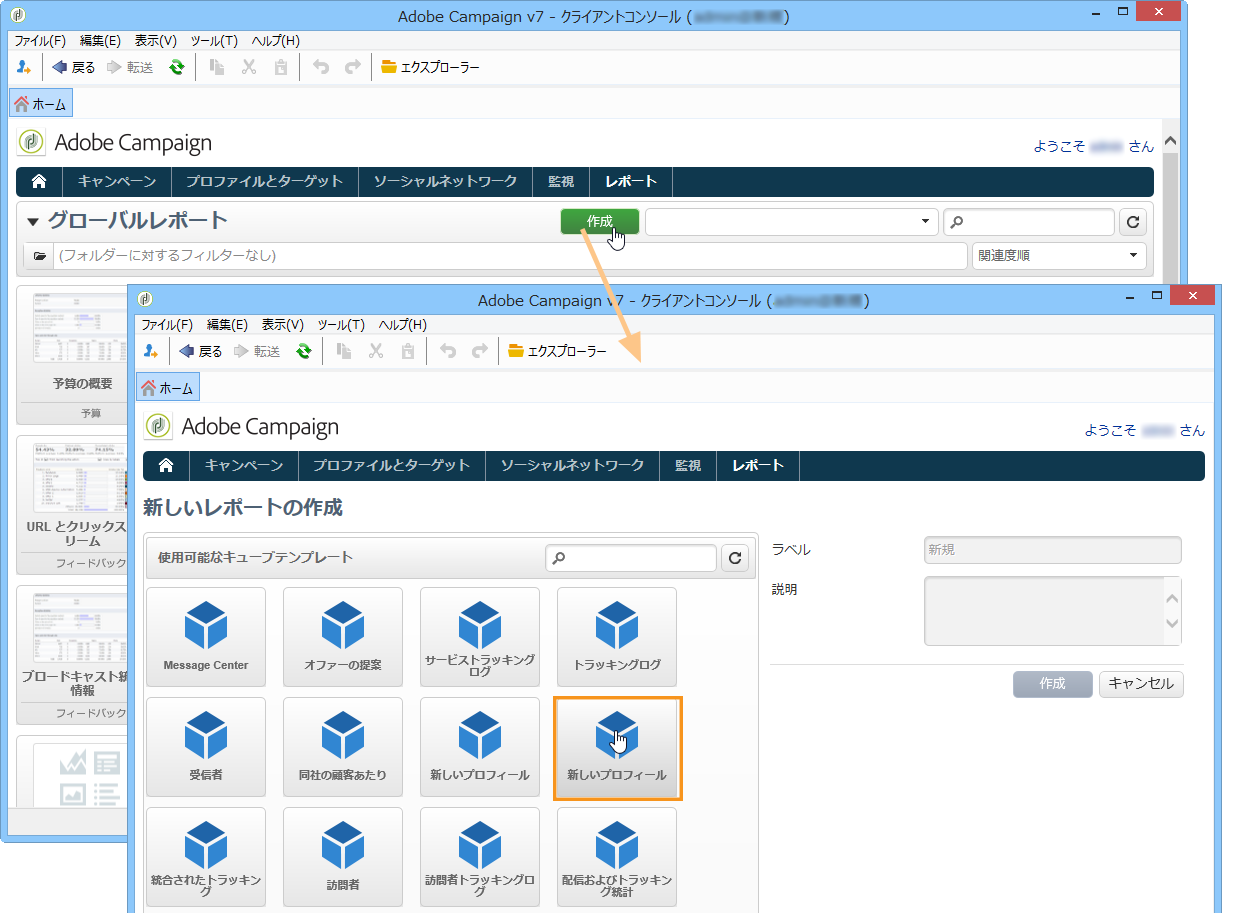 Adobe Campaign v7 - クライアントコンソール (
)
ファイル(F) 編集(E) 表示(V) ツール(T) ヘルプ(H)
戻る 転送 エクスプローラー
ホーム
Adobe Campaign
ようこそ さん
キャンペーン プロファイルとターゲット ソーシャルネットワーク 監視 レポート
グローバルレポート
作成
(フォルダーに対するフィルターなし)
関連度順
予算の概要
予算
URL とクリックス
リーム
フィードバック
ブロードキャスト統
情報
フィードバック
Adobe Campaign v7 - クライアントコンソール (
)
ファイル(F) 編集(E) 表示(V) ツール(T) ヘルプ(H)
戻る 転送 エクスプローラー
ホーム
Adobe Campaign
ようこそ さん
キャンペーン プロファイルとターゲット ソーシャルネットワーク 監視 レポート
新しいレポートの作成
使用可能なキューブテンプレート
Message Center
オファーの提案
サービストラッキング
ログ
トラッキングログ
受信者
同社の顧客あたり
新しいプロフィール
新しいプロフィール
統合されたトラッキン
グ
訪問者
訪問者トラッキングロ
グ
配信およびトラッキン
グ統計
ラベル
新規
説明
作成
キャンセル